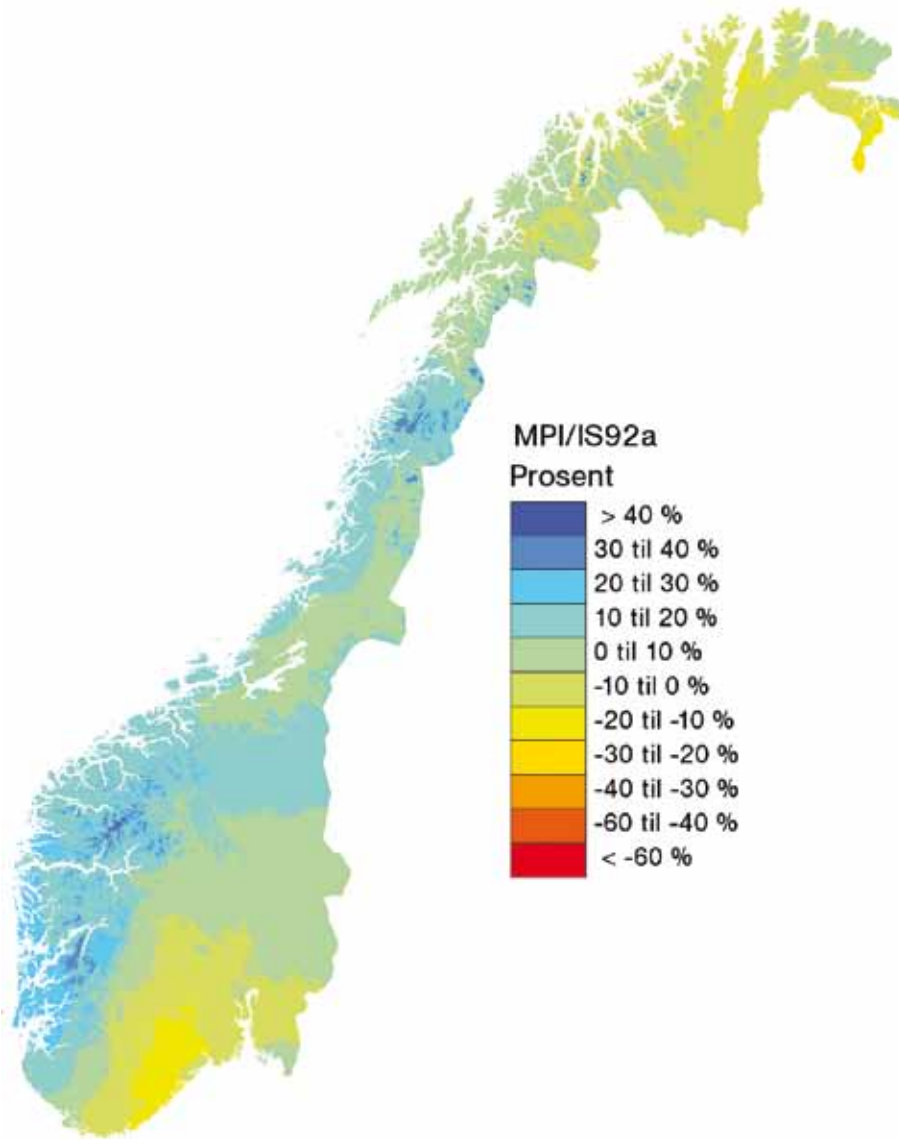 MPI/IS92a
Prosent
> 40 %
30 til 40 %
20 til 30 %
10 til 20 %
0 til 10 %
-10 til 0 %
-20 til -10 %
-30 til -20 %
-40 til -30 %
-60 til -40 %
< -60 %